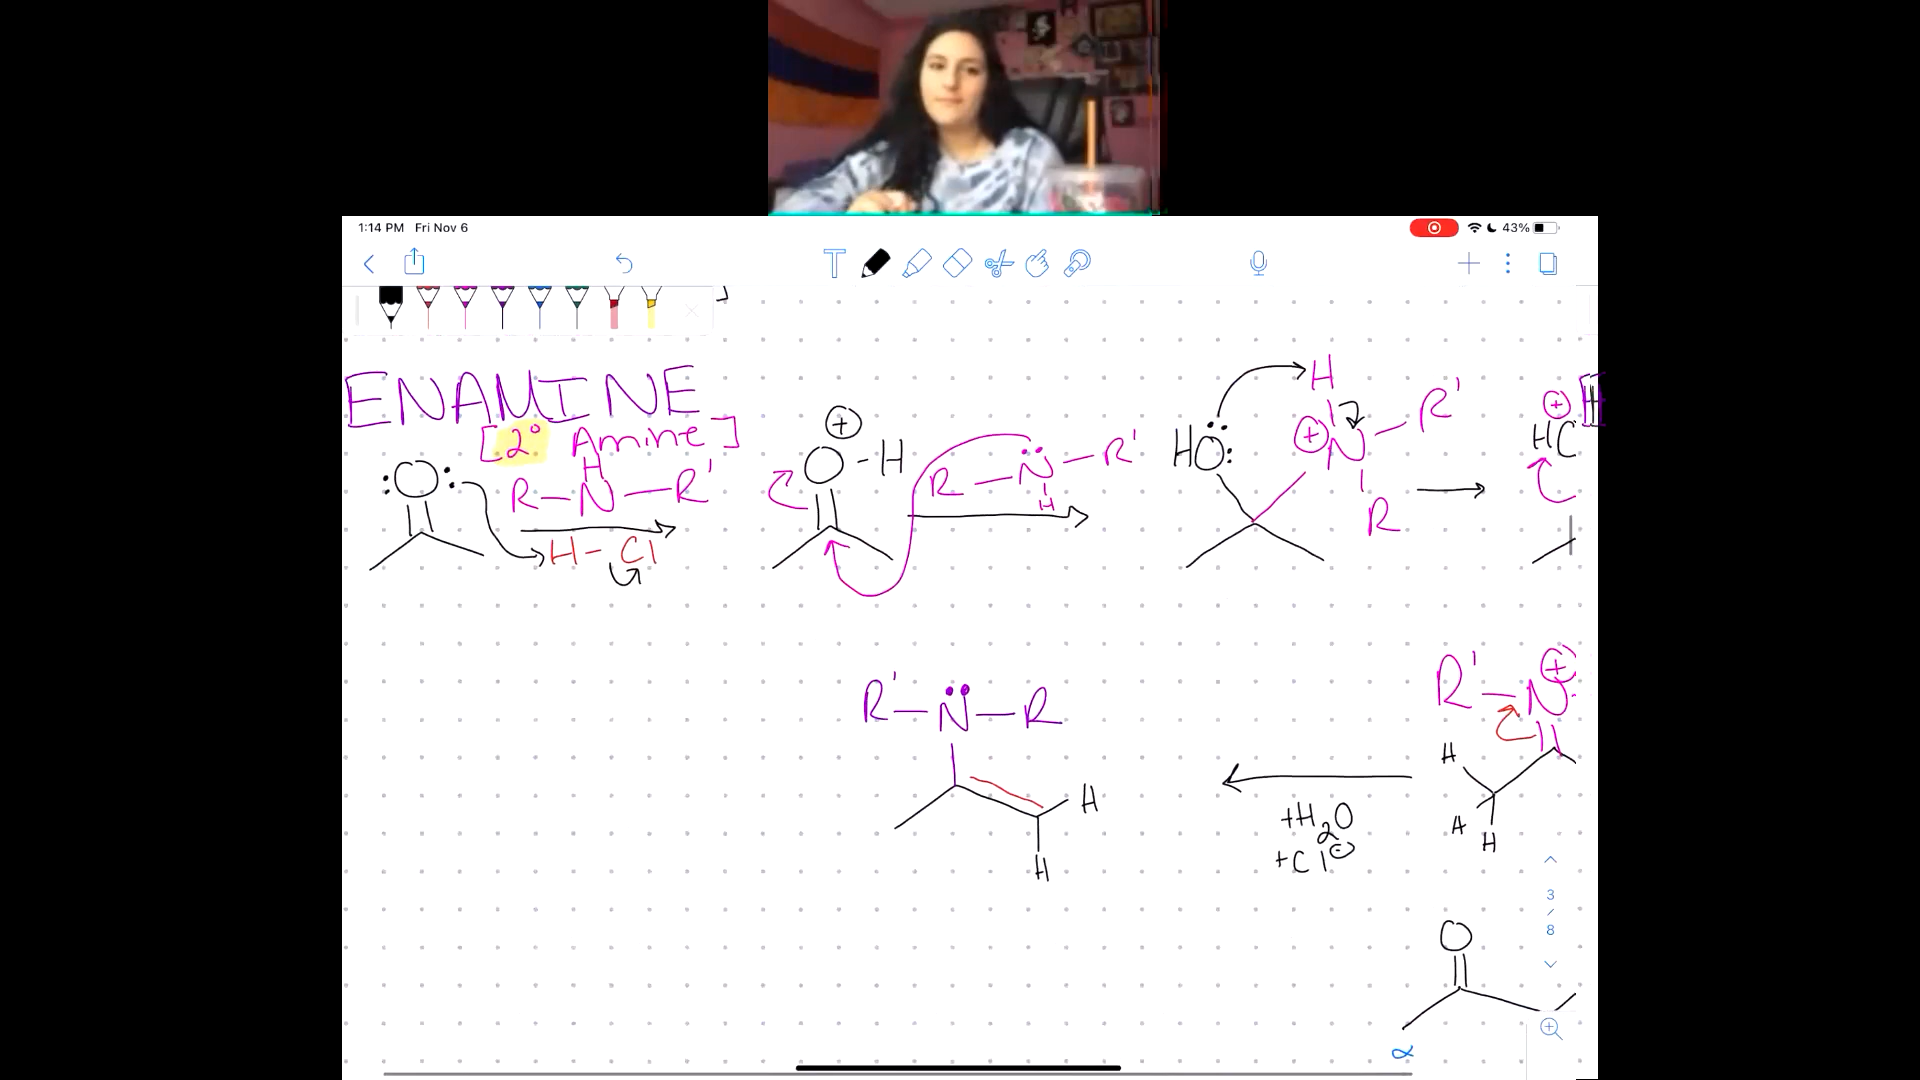 1:14 PM Fri Nov 6
43%
T
ENAMINE
[2° Amine]
:O:
H
R-N-R'
H-Cl
⊕
O-H
R-N̈-R'
H
HO:
H
⊕N-R'
R
⊕
R'-N̈-R
H
H
+H₂O
+Cl⊖
R'-N⊕
H
H
H
3
/
8
O
α